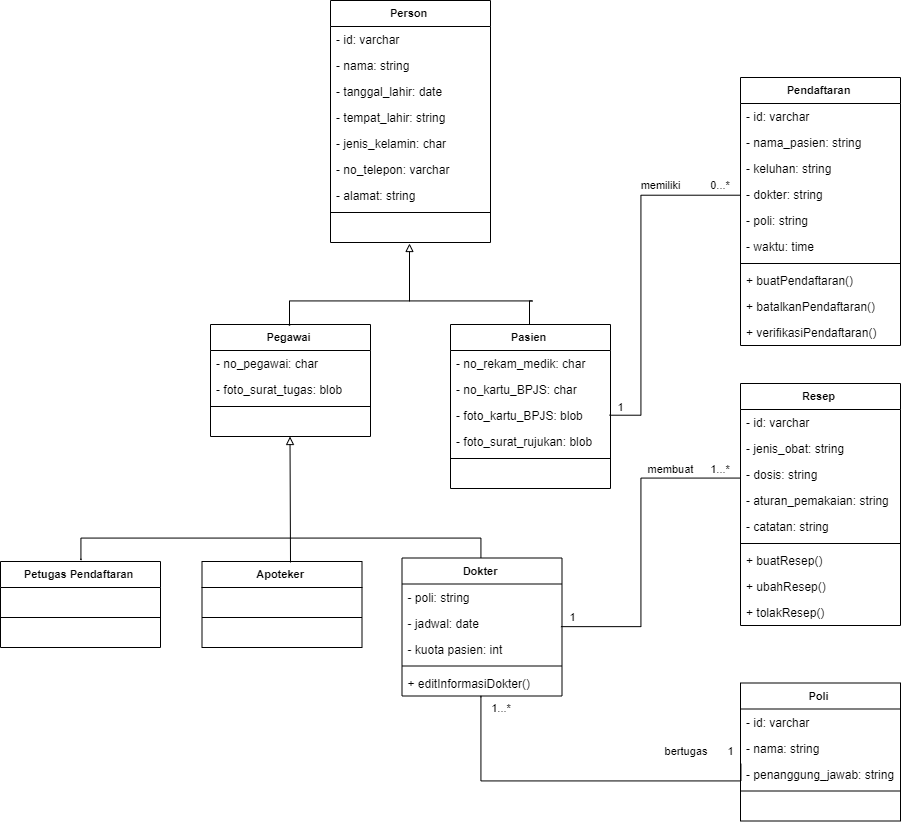 Person
- id: varchar
- nama: string
- tanggal_lahir: date
- tempat_lahir: string
- jenis_kelamin: char
- no_telepon: varchar
- alamat: string
Pendaftaran
- id: varchar
- nama_pasien: string
- keluhan: string
- dokter: string
- poli: string
- waktu: time
+ buatPendaftaran()
+ batalkanPendaftaran()
+ verifikasiPendaftaran()
memiliki
0...*
1
Pegawai
- no_pegawai: char
- foto_surat_tugas: blob
Pasien
- no_rekam_medik: char
- no_kartu_BPJS: char
- foto_kartu_BPJS: blob
- foto_surat_rujukan: blob
Resep
- id: varchar
- jenis_obat: string
- dosis: string
- aturan_pemakaian: string
- catatan: string
+ buatResep()
+ ubahResep()
+ tolakResep()
membuat
1...*
1
Petugas Pendaftaran
Apoteker
Dokter
- poli: string
- jadwal: date
- kuota pasien: int
+ editInformasiDokter()
1...*
bertugas
1
Poli
- id: varchar
- nama: string
- penanggung_jawab: string